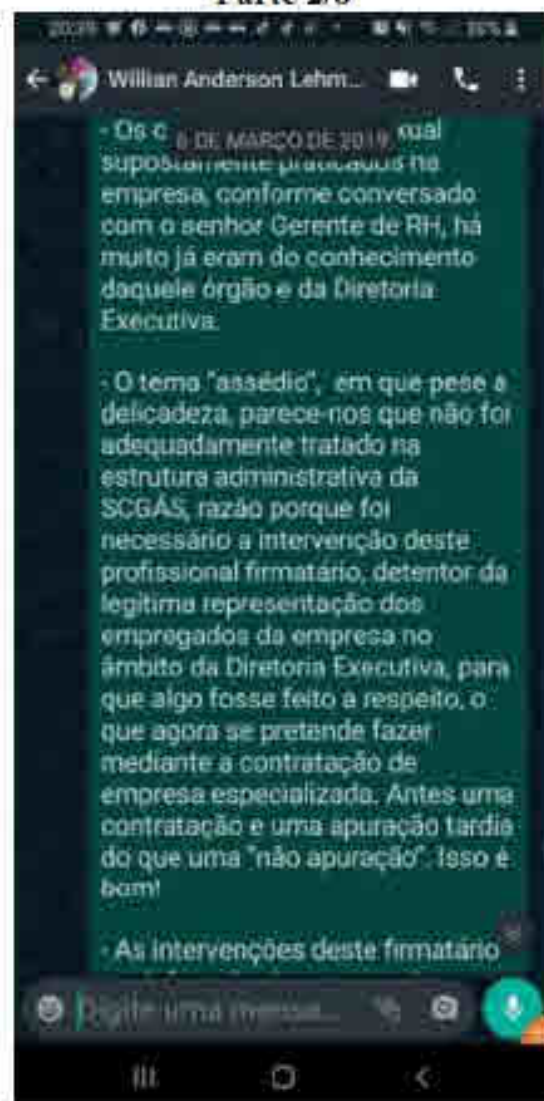 Parte 2/6
20:39
Willian Anderson Lehm...
6 DE MARÇO DE 2019
- Os c xual
supostamente praticados na
empresa, conforme conversado
com o senhor Gerente de RH, há
muito já eram do conhecimento
daquele órgão e da Diretoria
Executiva.
- O tema "assédio", em que pese a
delicadeza, parece-nos que não foi
adequadamente tratado na
estrutura administrativa da
SCGÁS, razão porque foi
necessário a intervenção deste
profissional firmatário, detentor da
legítima representação dos
empregados da empresa no
âmbito da Diretoria Executiva, para
que algo fosse feito a respeito, o
que agora se pretende fazer
mediante a contratação de
empresa especializada. Antes uma
contratação e uma apuração tardia
do que uma "não apuração". Isso é
bom!
- As intervenções deste firmatário
Digite uma mensa...